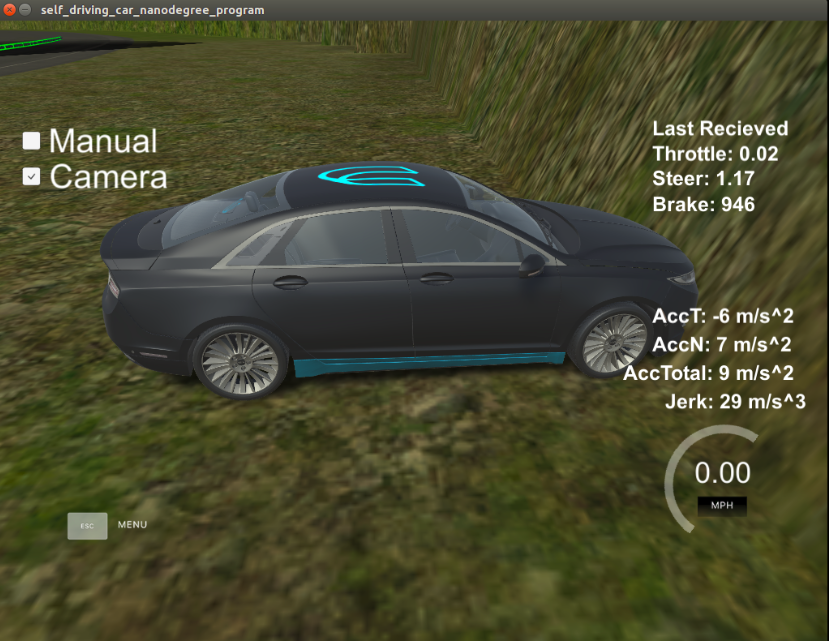 self_driving_car_nanodegree_program
Manual
Camera
Last Recieved
Throttle: 0.02
Steer: 1.17
Brake: 946
AccT: -6 m/s^2
AccN: 7 m/s^2
AccTotal: 9 m/s^2
Jerk: 29 m/s^3
0.00
MPH
ESC
MENU